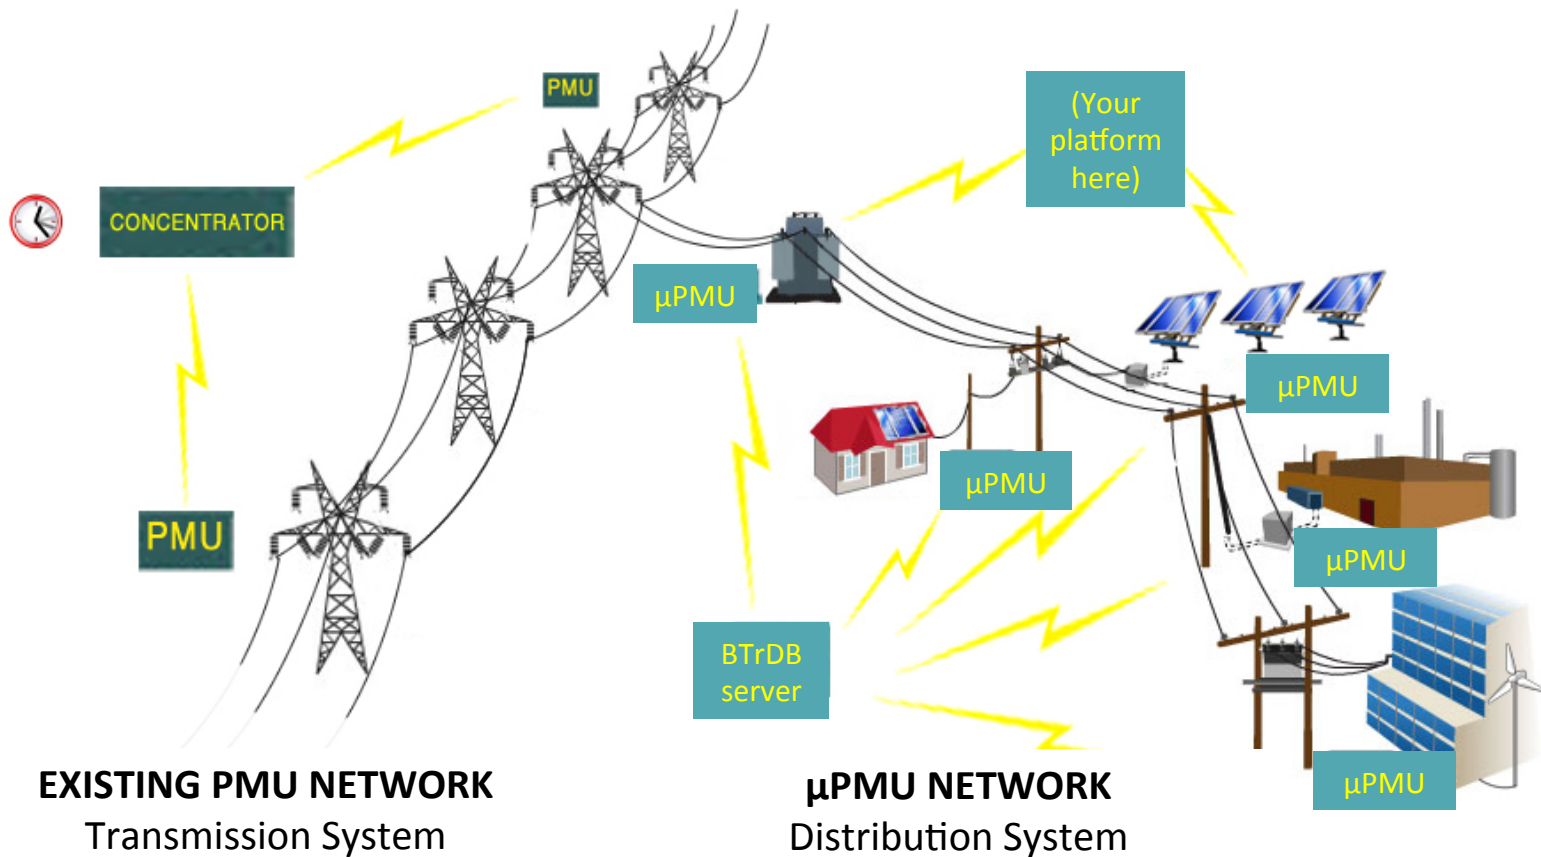 PMU
(Your
platform
here)
CONCENTRATOR
µPMU
µPMU
µPMU
PMU
µPMU
BTrDB
server
µPMU
EXISTING PMU NETWORK
Transmission System
µPMU NETWORK
Distribution System